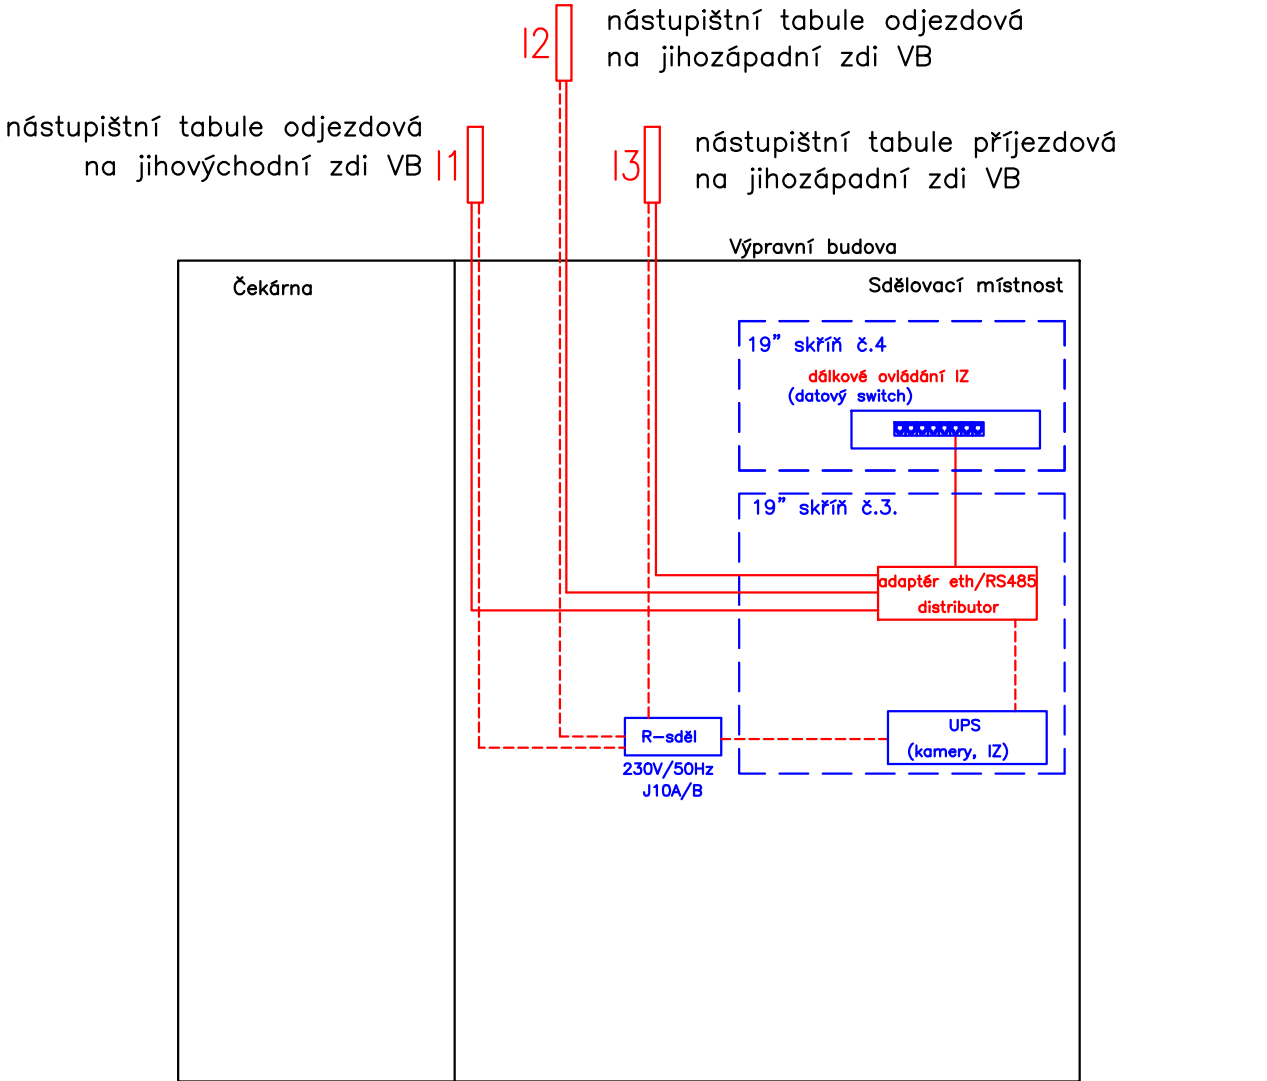 I2
nástupištní tabule odjezdová
na jihozápadní zdi VB
nástupištní tabule odjezdová
na jihovýchodní zdi VB
I1
I3
nástupištní tabule příjezdová
na jihozápadní zdi VB
Výpravní budova
Čekárna
Sdělovací místnost
19" skříň č.4
dálkové ovládání IZ
(datový switch)
19" skříň č.3.
adaptér eth/RS485
distributor
R-sděl
230V/50Hz
J10A/B
UPS
(kamery, IZ)